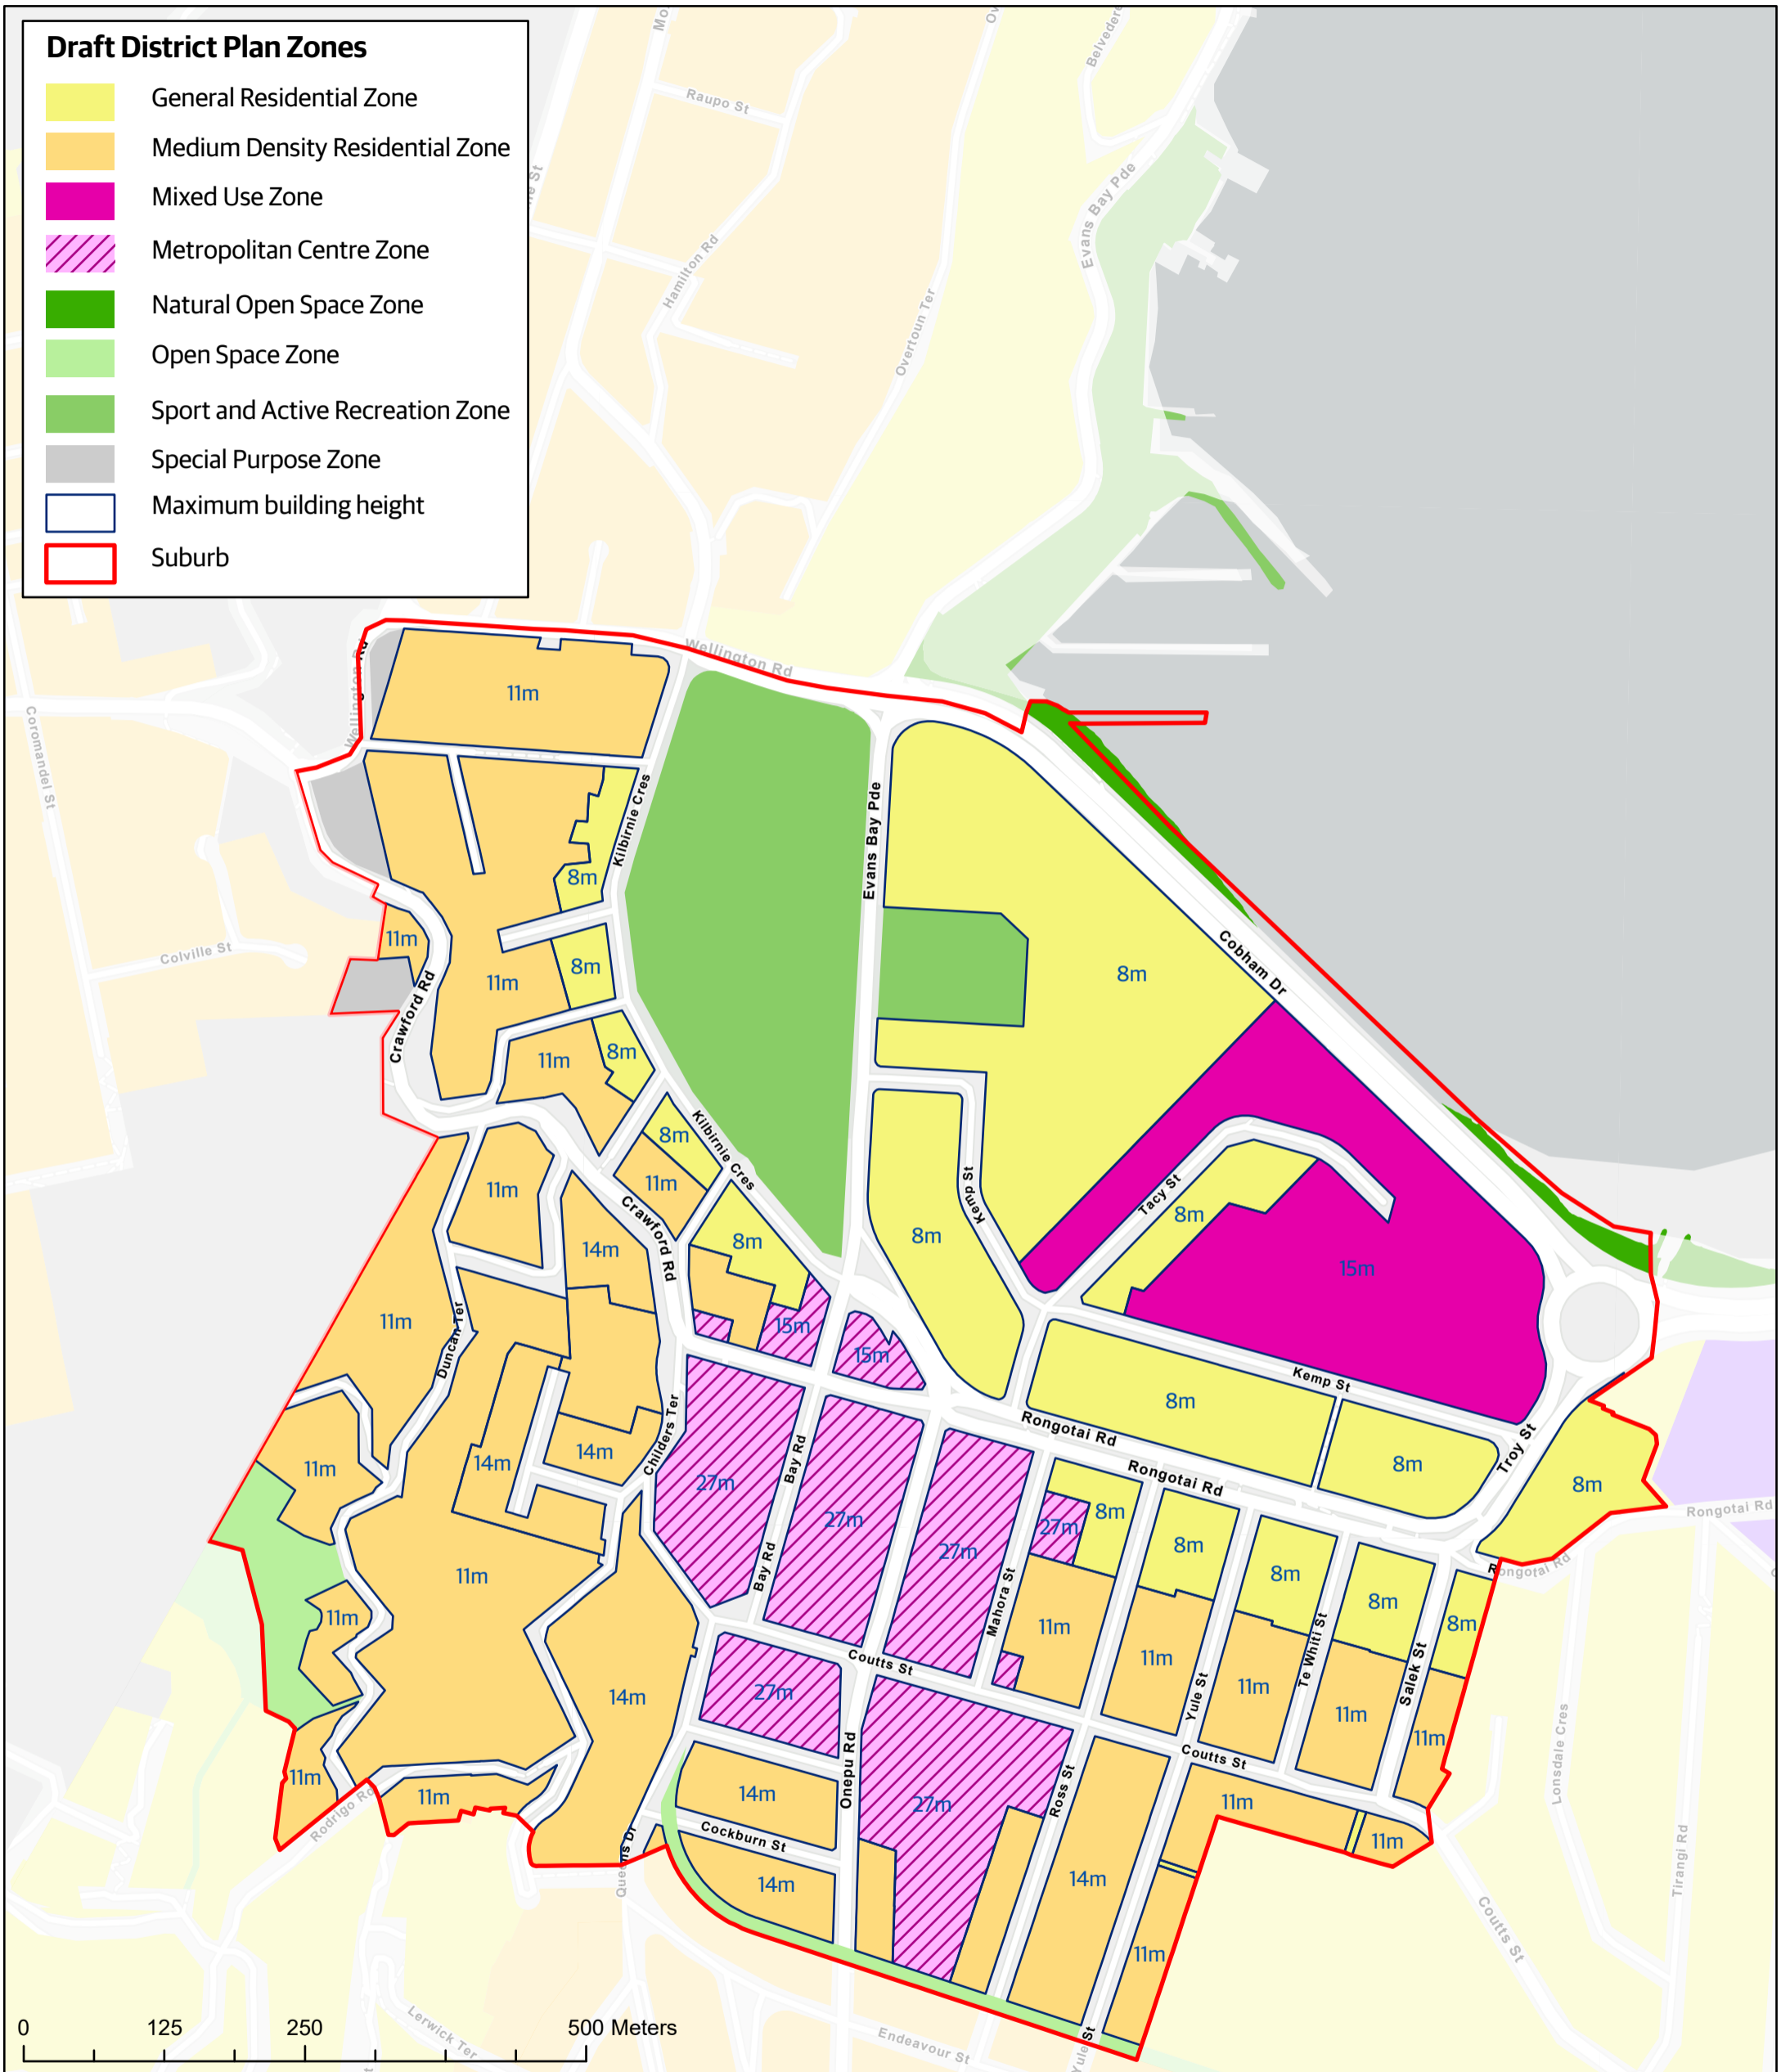 Draft District Plan Zones
General Residential Zone
Medium Density Residential Zone
Mixed Use Zone
Metropolitan Centre Zone
Natural Open Space Zone
Open Space Zone
Sport and Active Recreation Zone
Special Purpose Zone
Maximum building height
Suburb
Raupo St
Hamilton Rd
Overtoun Ter
Evans Bay Pde
Wellington Rd
Wellington Rd
11m
Coromandel St
Kilbirnie Cres
Evans Bay Pde
8m
11m
Colville St
8m
11m
8m
Cobham Dr
Crawford Rd
11m
8m
8m
Kilbirnie Cres
11m
11m
Kemp St
Tacy St
8m
Crawford Rd
14m
8m
8m
15m
11m
15m
15m
Duncan Ter
Kemp St
8m
Rongotai Rd
Childers Ter
Bay Rd
14m
14m
11m
27m
Rongotai Rd
8m
Troy St
8m
Rongotai Rd
27m
27m
27m
8m
8m
8m
8m
8m
Rongotai Rd
11m
11m
Bay Rd
Mahora St
11m
11m
11m
11m
11m
Coutts St
Yule St
Te Whiti St
Salek St
14m
27m
Onepu Rd
Coutts St
Lonsdale Cres
11m
11m
Rodrigo Rd
14m
27m
Ross St
11m
11m
Cockburn St
Queens Dr
14m
14m
11m
Coutts St
Tirangi Rd
Lerwick Ter
Endeavour St
Yule St
0 125 250 500 Meters